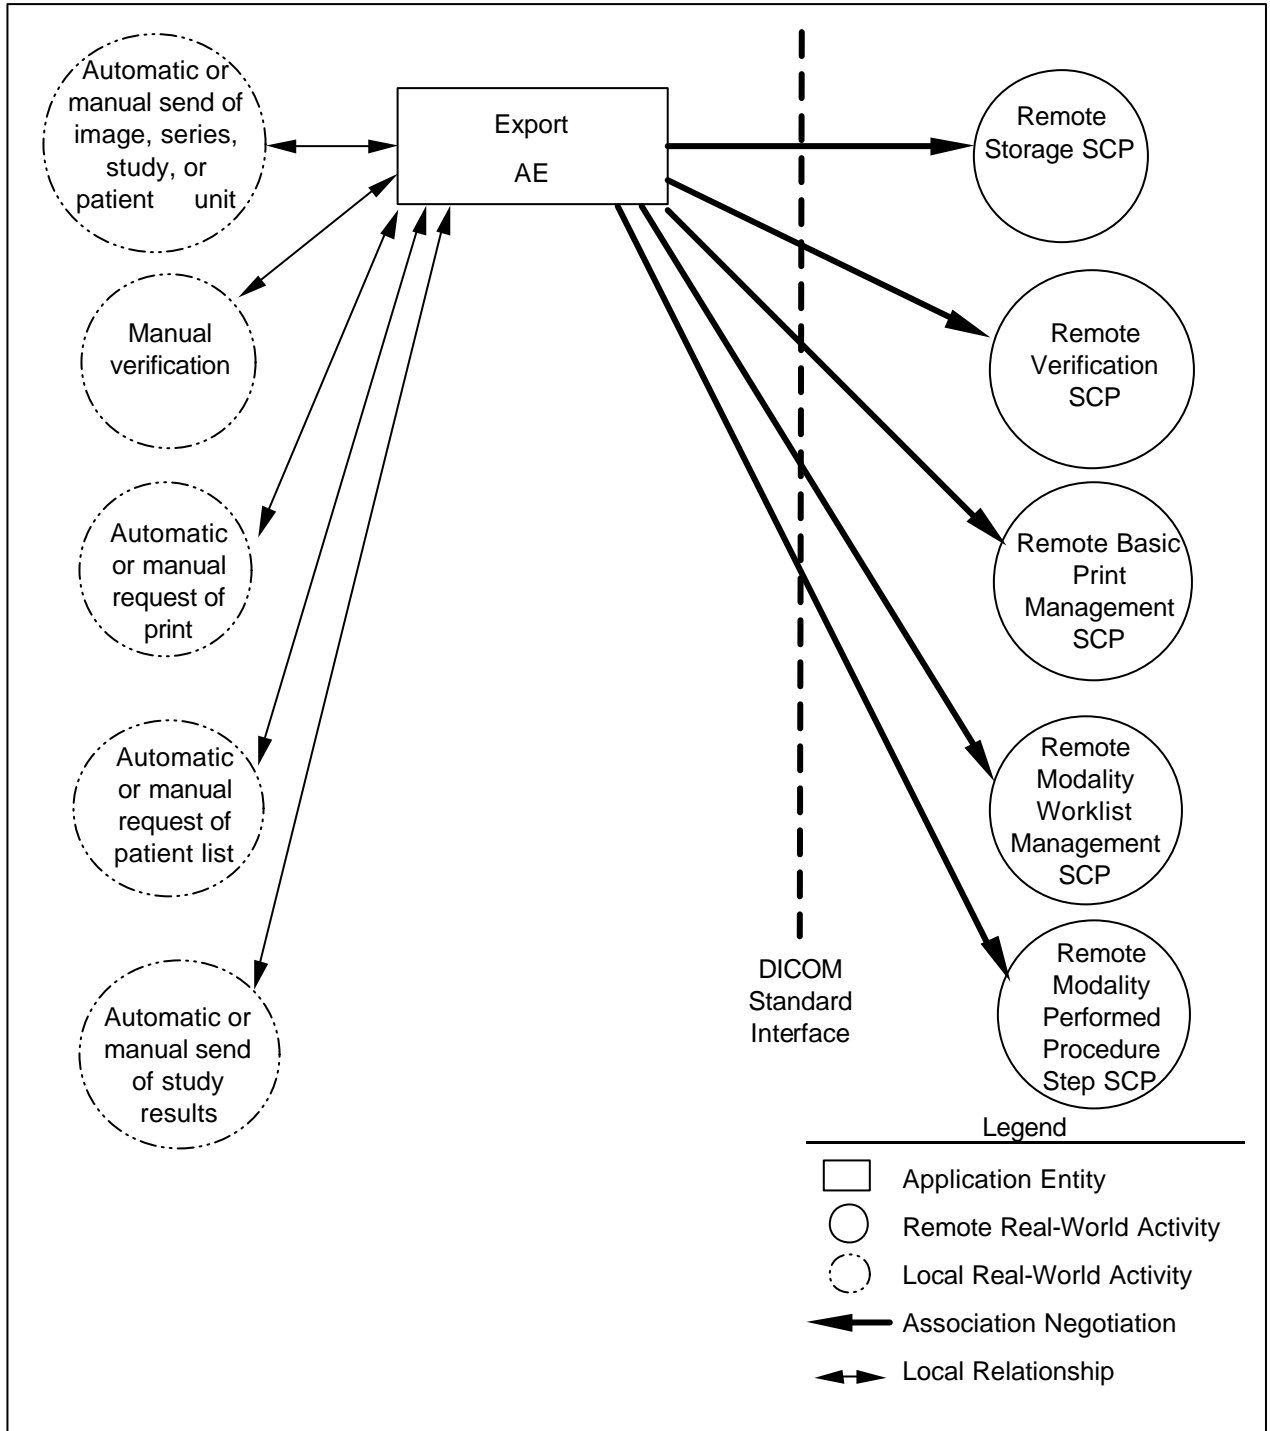 Automatic or
manual send of
image, series,
study, or
patient unit
Export
AE
Remote
Storage SCP
Manual
verification
Remote
Verification
SCP
Automatic
or manual
request of
print
Remote Basic
Print
Management
SCP
Automatic
or manual
request of
patient list
Remote
Modality
Worklist
Management
SCP
Automatic or
manual send
of study
results
DICOM
Standard
Interface
Remote
Modality
Performed
Procedure
Step SCP
Legend
Application Entity
Remote Real-World Activity
Local Real-World Activity
Association Negotiation
Local Relationship